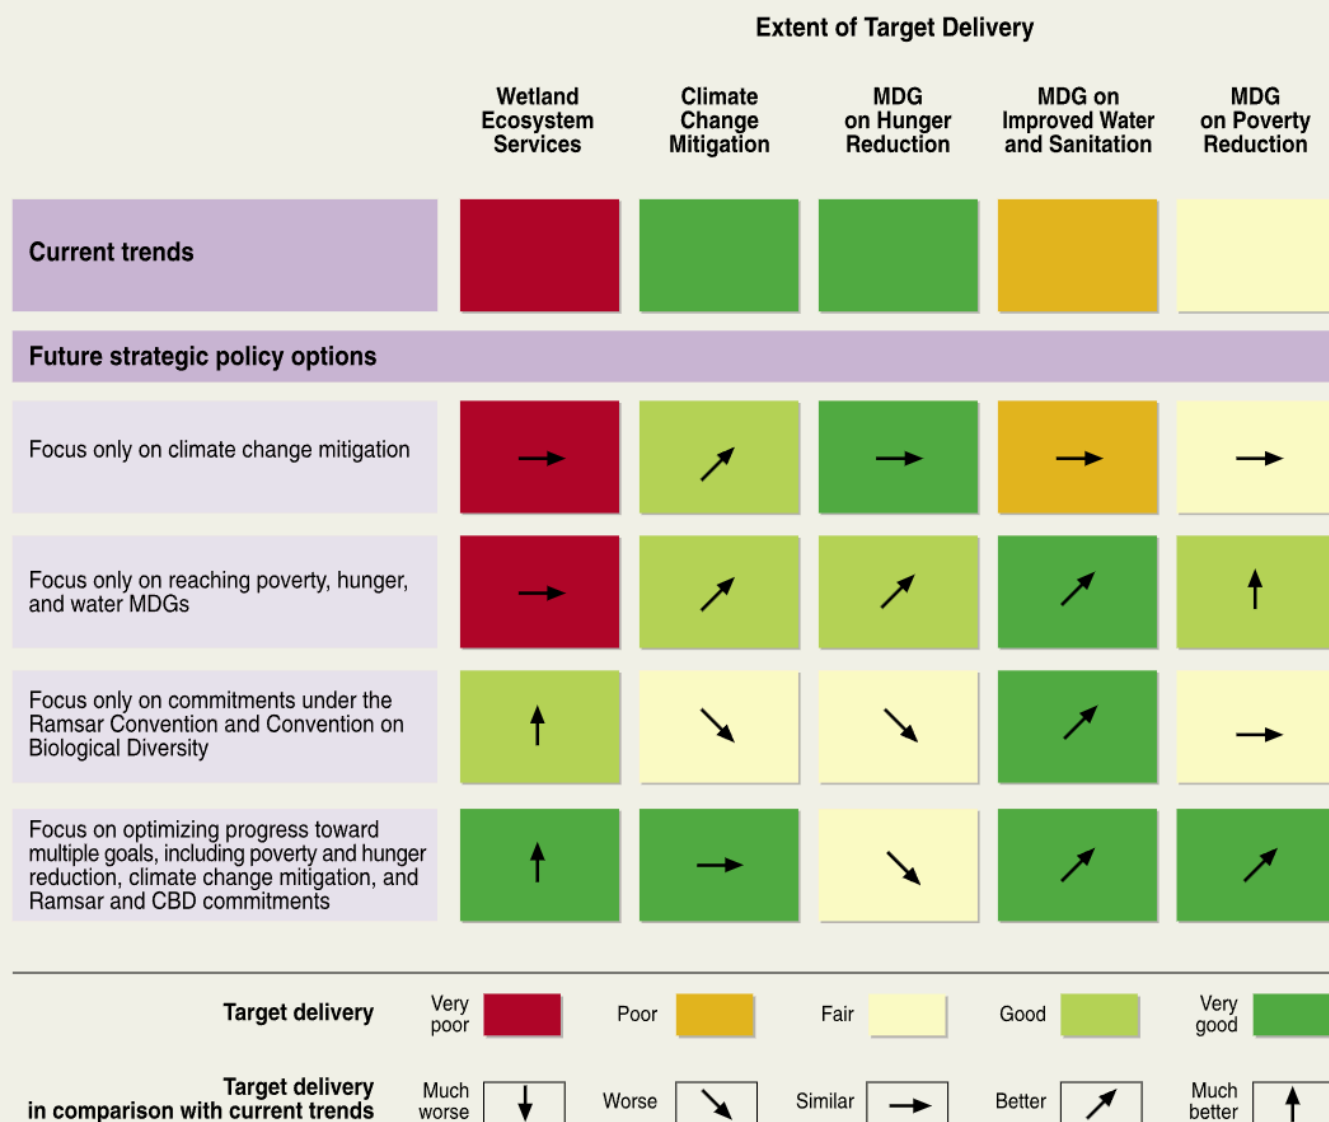 Extent of Target Delivery
Wetland
Ecosystem
Services
Climate
Change
Mitigation
MDG
on Hunger
Reduction
MDG on
Improved Water
and Sanitation
MDG
on Poverty
Reduction
Current trends
Future strategic policy options
Focus only on climate change mitigation
Focus only on reaching poverty, hunger,
and water MDGs
Focus only on commitments under the
Ramsar Convention and Convention on
Biological Diversity
Focus on optimizing progress toward
multiple goals, including poverty and hunger
reduction, climate change mitigation, and
Ramsar and CBD commitments
Target delivery
Very
poor
Poor
Fair
Good
Very
good
Target delivery
in comparison with current trends
Much
worse
Worse
Similar
Better
Much
better